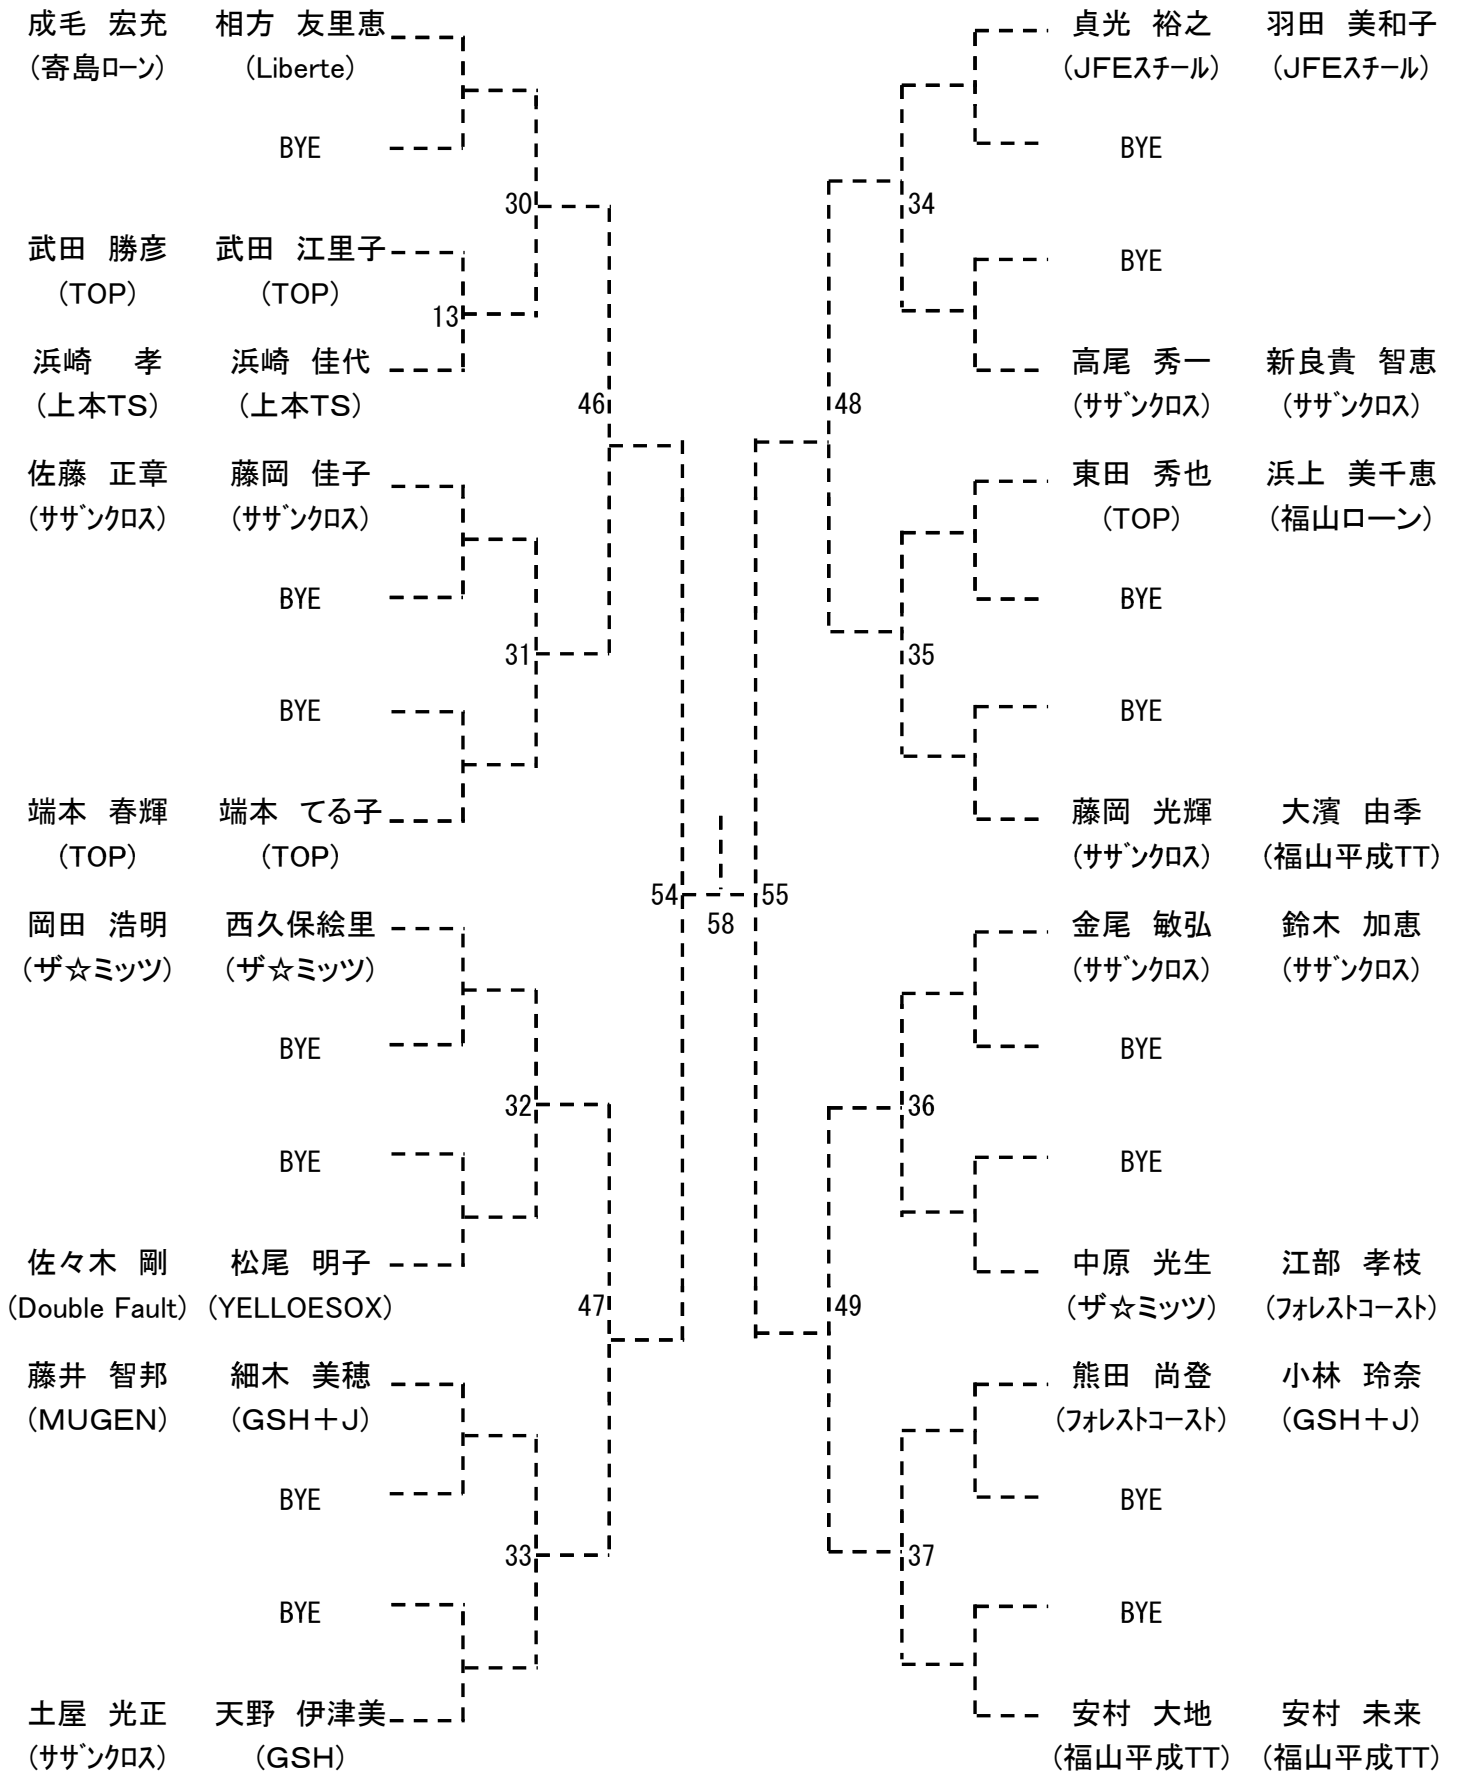 成毛 宏充 相方 友里恵 貞光 裕之 羽田 美和子
(寄島ﾛｰﾝ) (Liberte) (JFEｽﾁｰﾙ) (JFEｽﾁｰﾙ)
BYE BYE
30 34
武田 勝彦 武田 江里子 BYE
(TOP) (TOP)
13
浜崎 孝 浜崎 佳代 高尾 秀一 新良貴 智恵
(上本TS) (上本TS) 46 48 (ｻｻﾞﾝｸﾛｽ) (ｻｻﾞﾝｸﾛｽ)
佐藤 正章 藤岡 佳子 東田 秀也 浜上 美千恵
(ｻｻﾞﾝｸﾛｽ) (ｻｻﾞﾝｸﾛｽ) (TOP) (福山ローン)
BYE BYE
31 35
BYE BYE
端本 春輝 端本 てる子 藤岡 光輝 大濱 由季
(TOP) (TOP) (ｻｻﾞﾝｸﾛｽ) (福山平成TT)
54 55
岡田 浩明 西久保絵里 58 金尾 敏弘 鈴木 加恵
(ザ☆ミッツ) (ザ☆ミッツ) (ｻｻﾞﾝｸﾛｽ) (ｻｻﾞﾝｸﾛｽ)
BYE BYE
32 36
BYE BYE
佐々木 剛 松尾 明子 中原 光生 江部 孝枝
(Double Fault) (YELLOESOX) 47 49 (ザ☆ミッツ) (ﾌｫﾚｽﾄｺｰｽﾄ)
藤井 智邦 細木 美穂 熊田 尚登 小林 玲奈
(MUGEN) (GSH＋J) (ﾌｫﾚｽﾄｺｰｽﾄ) (GSH＋J)
BYE BYE
33 37
BYE BYE
土屋 光正 天野 伊津美 安村 大地 安村 未来
(ｻｻﾞﾝｸﾛｽ) (GSH) (福山平成TT) (福山平成TT)